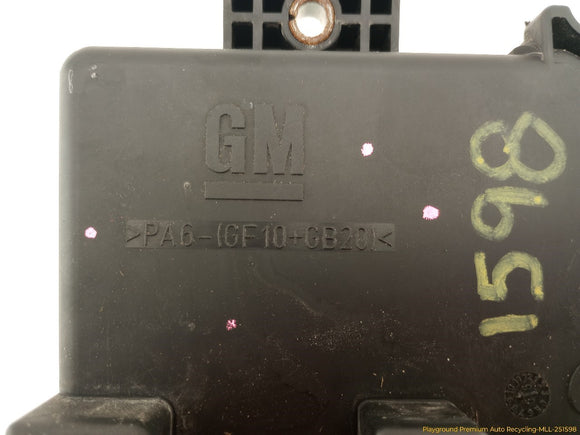 GM
>PA6-(GF10+GB20)<
1598
Playground Premium Auto Recycling-MLL-251598